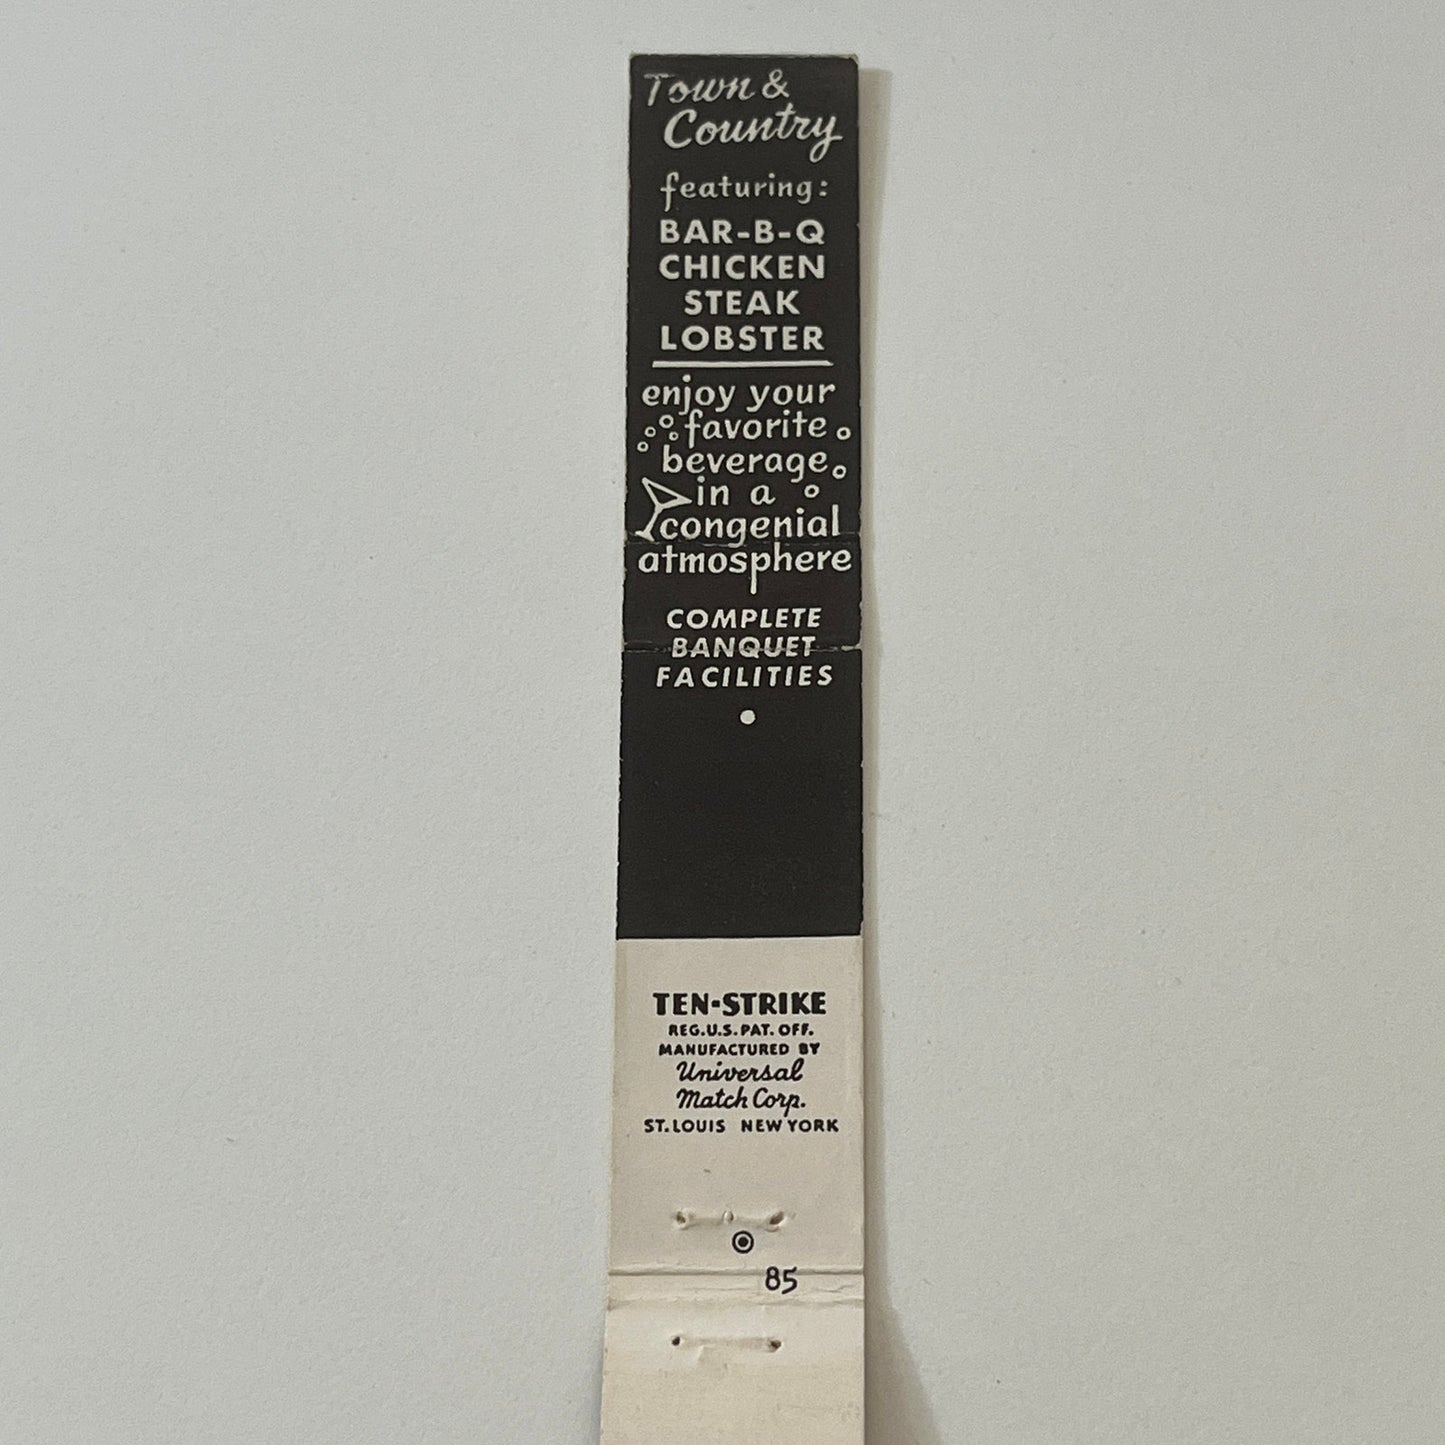 Town &
Country
featuring:
BAR-B-Q
CHICKEN
STEAK
LOBSTER
enjoy your
favorite
beverage
in a
congenial
atmosphere
COMPLETE
BANQUET
FACILITIES
TEN-STRIKE
REG.U.S.PAT. OFF.
MANUFACTURED BY
Universal
Match Corp.
ST. LOUIS NEW YORK
85